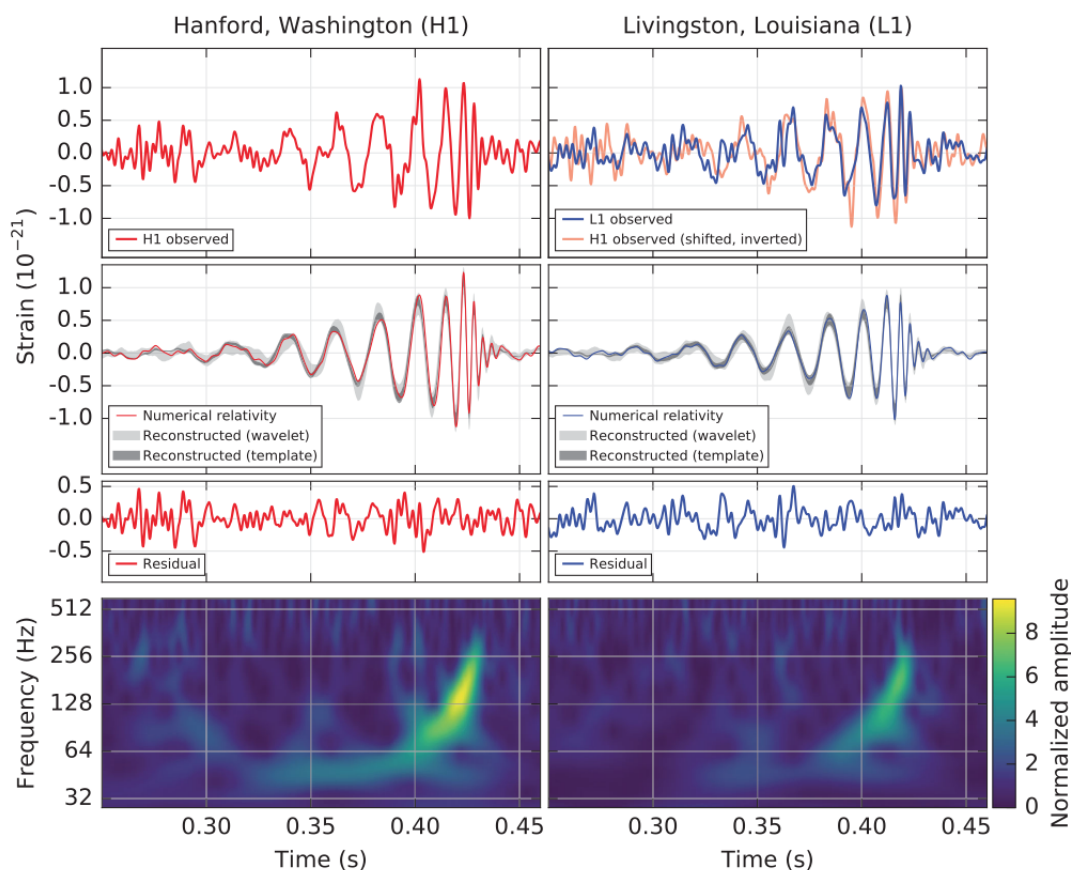 Hanford, Washington (H1)
Livingston, Louisiana (L1)
Strain (10⁻²¹)
1.0
0.5
0.0
-0.5
-1.0
H1 observed
L1 observed
H1 observed (shifted, inverted)
1.0
0.5
0.0
-0.5
-1.0
Numerical relativity
Reconstructed (wavelet)
Reconstructed (template)
Numerical relativity
Reconstructed (wavelet)
Reconstructed (template)
0.5
0.0
-0.5
Residual
Residual
Frequency (Hz)
512
256
128
64
32
Normalized amplitude
8
6
4
2
0
0.30
0.35
0.40
0.45
0.30
0.35
0.40
0.45
Time (s)
Time (s)